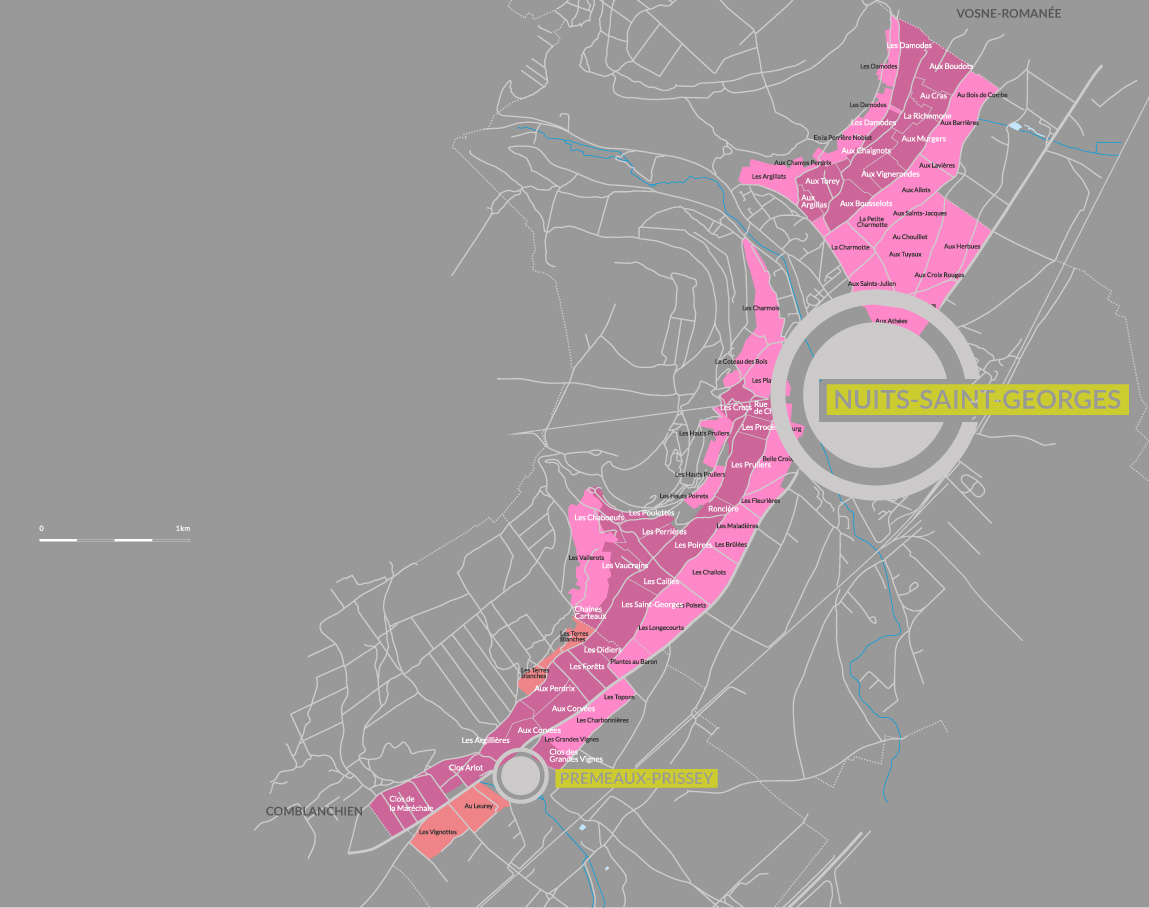 VOSNE-ROMANÉE
Les Damodes
Les Damodes
Aux Boudots
Au Cras
Au Bois de Combe
Les Damodes
La Richemone
Les Damodes
Aux Barrières
En la Perrière Noblot
Aux Murgers
Aux Chaignots
Aux Champs Perdrix
Aux Lavières
Les Argillats
Aux Torey
Aux Vignerondes
Aux Allots
Aux
Argillas
Aux Bousselots
Aux Saints-Jacques
La Petite
Charmotte
Au Chouillet
La Charmotte
Aux Herbues
Aux Tuyaux
Aux Croix Rouges
Aux Saints-Julien
Les Charmois
Aux Athées
Le Coteau des Bois
Les Pla
NUITS-SAINT-GEORGES
Les Crots
Rue
de Ch
Les Procès
urg
Les Hauts Pruliers
Belle Croix
Les Pruliers
Les Hauts Pruliers
Les Hauts Poirets
Les Fleurières
Roncière
Les Poulettes
Les Chaboeufs
Les Maladières
0
1km
Les Perrières
Les Poirets
Les Brûlées
Les Vallerots
Les Vaucrains
Les Challots
Les Cailles
Les Saint-Georges
Poisets
Chaines
Carteaux
Les Longecourts
Les Terres
Blanches
Les Didiers
Plantes au Baron
Les Forêts
Les Terres
Blanches
Aux Perdrix
Les Topons
Aux Corvées
Les Charbonnières
Aux Corvées
Les Argillières
Les Grandes Vignes
Clos des
Grandes Vignes
Clos Arlot
PREMEAUX-PRISSEY
Clos de
la Maréchale
Au Leurey
COMBLANCHIEN
Les Vignottes